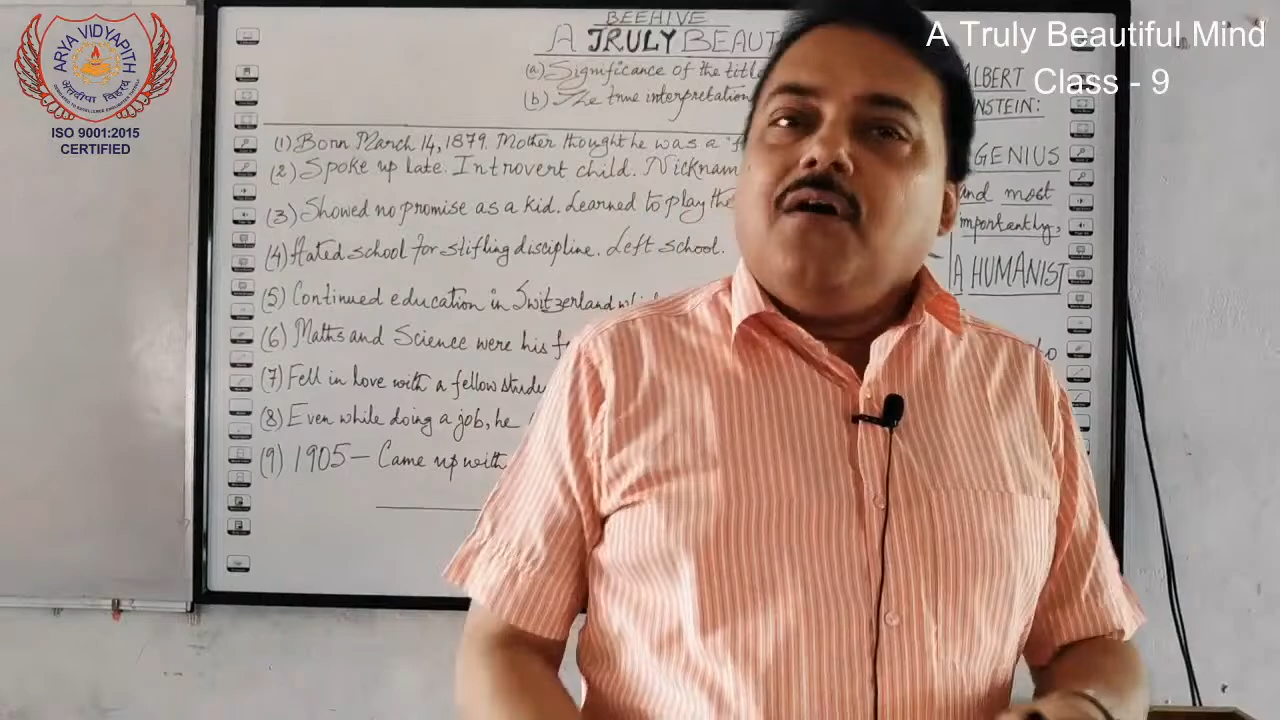 ARYA VIDYAPITH
ISO 9001:2015
CERTIFIED
A Truly Beautiful Mind
Class - 9
BEEHIVE
A TRULY BEAUT
(a) Significance of the title
(b) The true interpretation
(1) Born March 14, 1879. Mother thought he was a "f
(2) Spoke up late. Introvert child. Nicknam
(3) Showed no promise as a kid. Learned to play the
(4) Hated school for stifling discipline. Left school.
(5) Continued education in Switzerland whi
(6) Maths and Science were his f
(7) Fell in love with a fellow stude
(8) Even while doing a job, he
(9) 1905 — Came up with
ALBERT
NSTEIN:
GENIUS
and most
importantly,
A HUMANIST